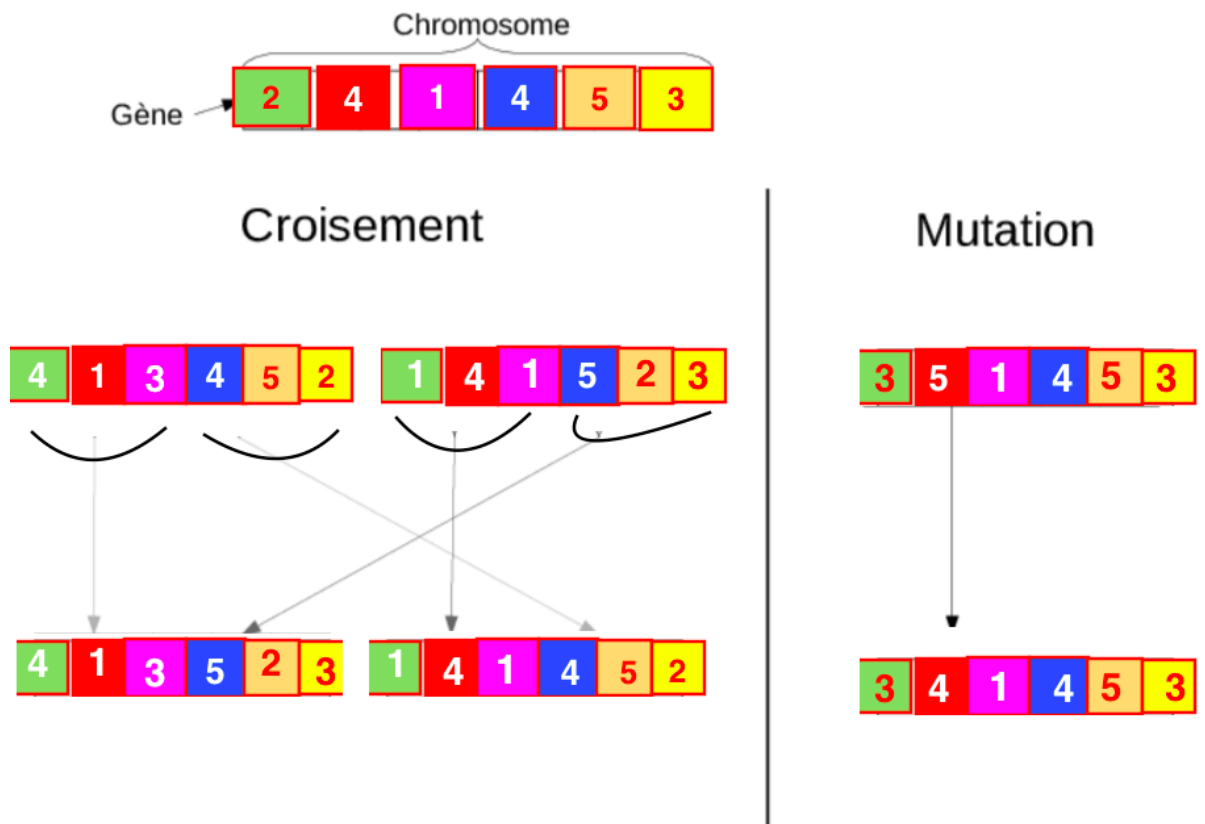 Chromosome
Gène
2 4 1 4 5 3
Croisement
4 1 3 4 5 2
1 4 1 5 2 3
4 1 3 5 2 3
1 4 1 4 5 2
Mutation
3 5 1 4 5 3
3 4 1 4 5 3